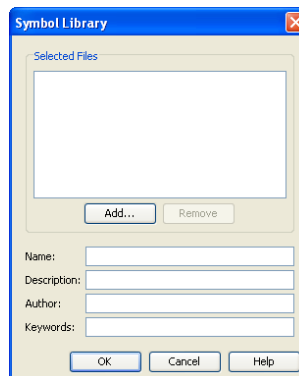 Symbol Library
Selected Files
Add... Remove
Name:
Description:
Author:
Keywords:
OK Cancel Help